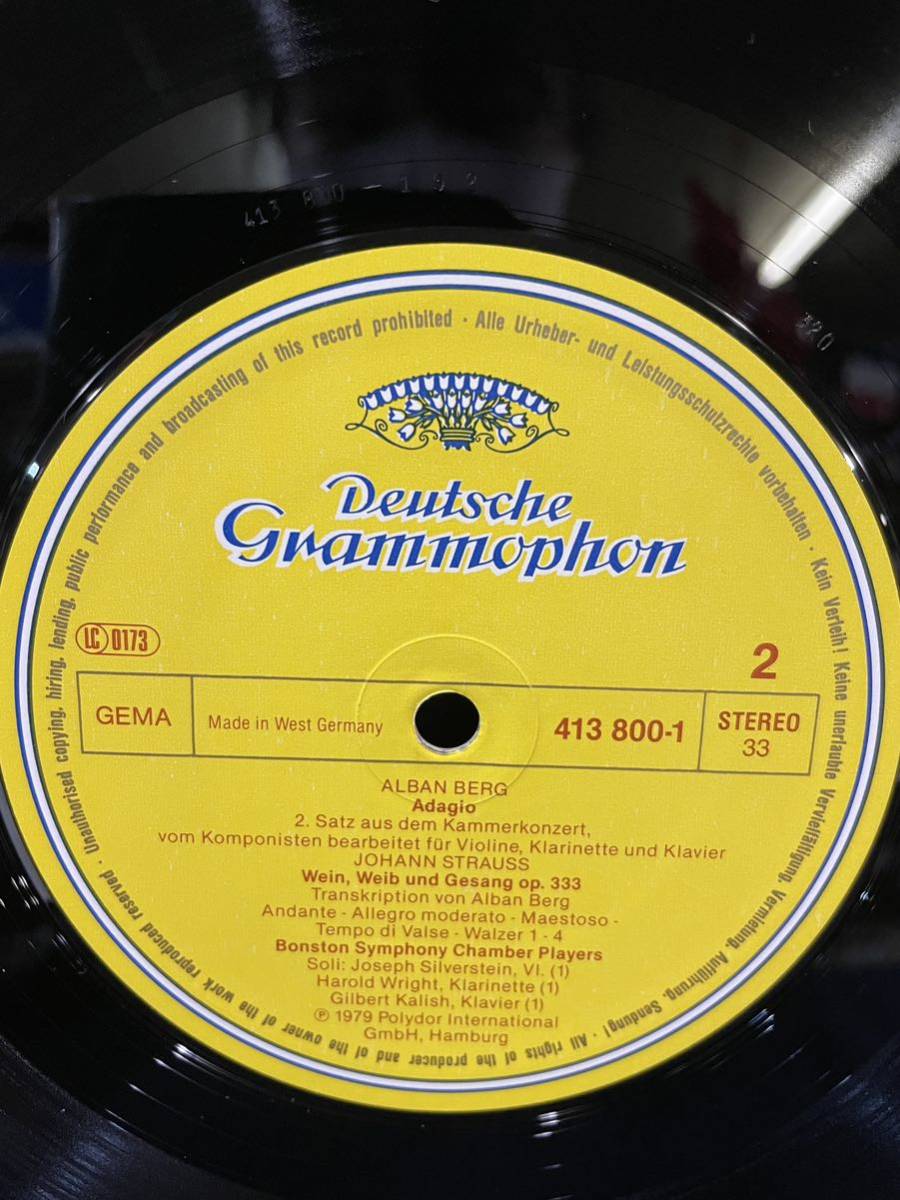 413 800 - 1
320
Unauthorised copying, hiring, lending, public performance and broadcasting of this record prohibited · Alle Urheber- und Leistungsschutzrechte vorbehalten · Kein Verleih! Keine unerlaubte Vervielfältigung, Vermietung, Aufführung, Sendung! · All rights of the producer and of the owner of the work reproduced reserved ·
Deutsche
Grammophon
LC 0173
2
GEMA
Made in West Germany
413 800-1
STEREO
33
ALBAN BERG
Adagio
2. Satz aus dem Kammerkonzert,
vom Komponisten bearbeitet für Violine, Klarinette und Klavier
JOHANN STRAUSS
Wein, Weib und Gesang op. 333
Transkription von Alban Berg
Andante - Allegro moderato - Maestoso -
Tempo di Valse - Walzer 1 - 4
Bonston Symphony Chamber Players
Soli: Joseph Silverstein, Vl. (1)
Harold Wright, Klarinette (1)
Gilbert Kalish, Klavier (1)
℗ 1979 Polydor International
GmbH, Hamburg